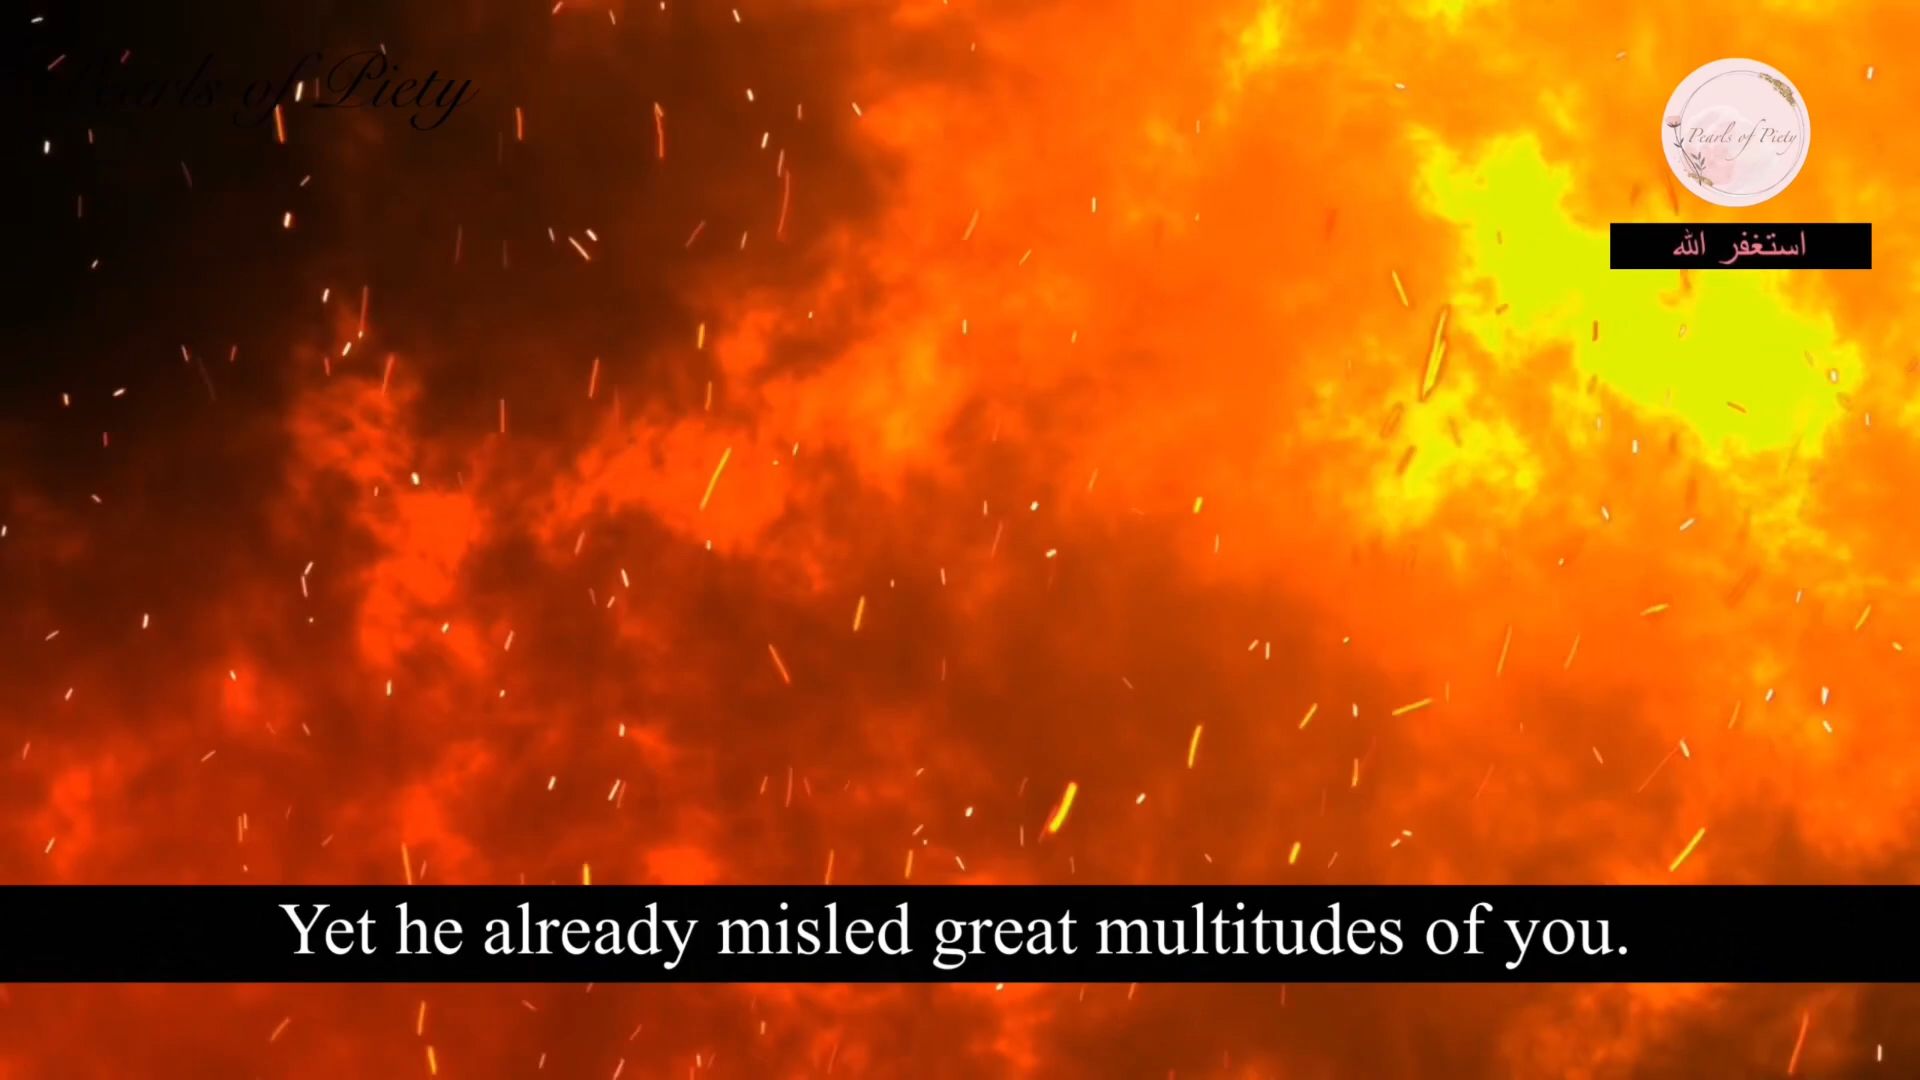 Pearls of Piety
Pearls of Piety
استغفر الله
Yet he already misled great multitudes of you.